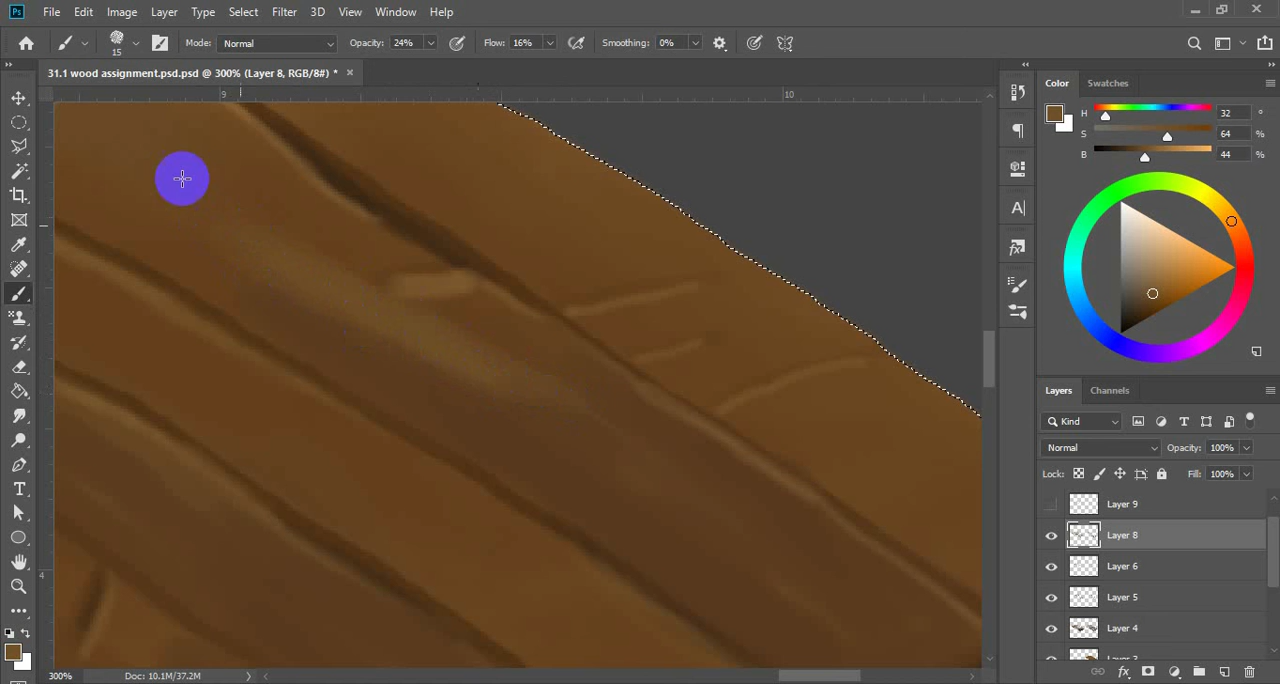 Ps File Edit Image Layer Type Select Filter 3D View Window Help
15 Mode: Normal Opacity: 24% Flow: 16% Smoothing: 0%
31.1 wood assignment.psd.psd @ 300% (Layer 8, RGB/8#) * ×
9 10
4
300% Doc: 10.1M/37.2M
Color Swatches
H 32 °
S 64 %
B 44 %
Layers Channels
Kind
Normal Opacity: 100%
Lock: Fill: 100%
Layer 9
Layer 8
Layer 6
Layer 5
Layer 4